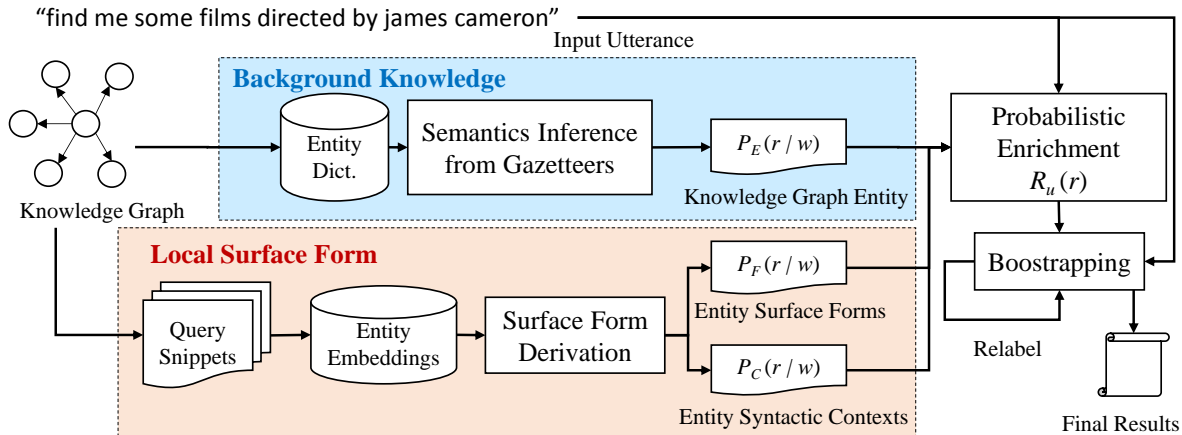 “find me some films directed by james cameron”
Input Utterance
Background Knowledge
Entity
Dict.
Semantics Inference
from Gazetteers
P_E (r / w)
Knowledge Graph Entity
Probabilistic
Enrichment
R_u (r)
Knowledge Graph
Local Surface Form
Query
Snippets
Entity
Embeddings
Surface Form
Derivation
P_F (r / w)
Entity Surface Forms
P_C (r / w)
Entity Syntactic Contexts
Boostrapping
Relabel
Final Results